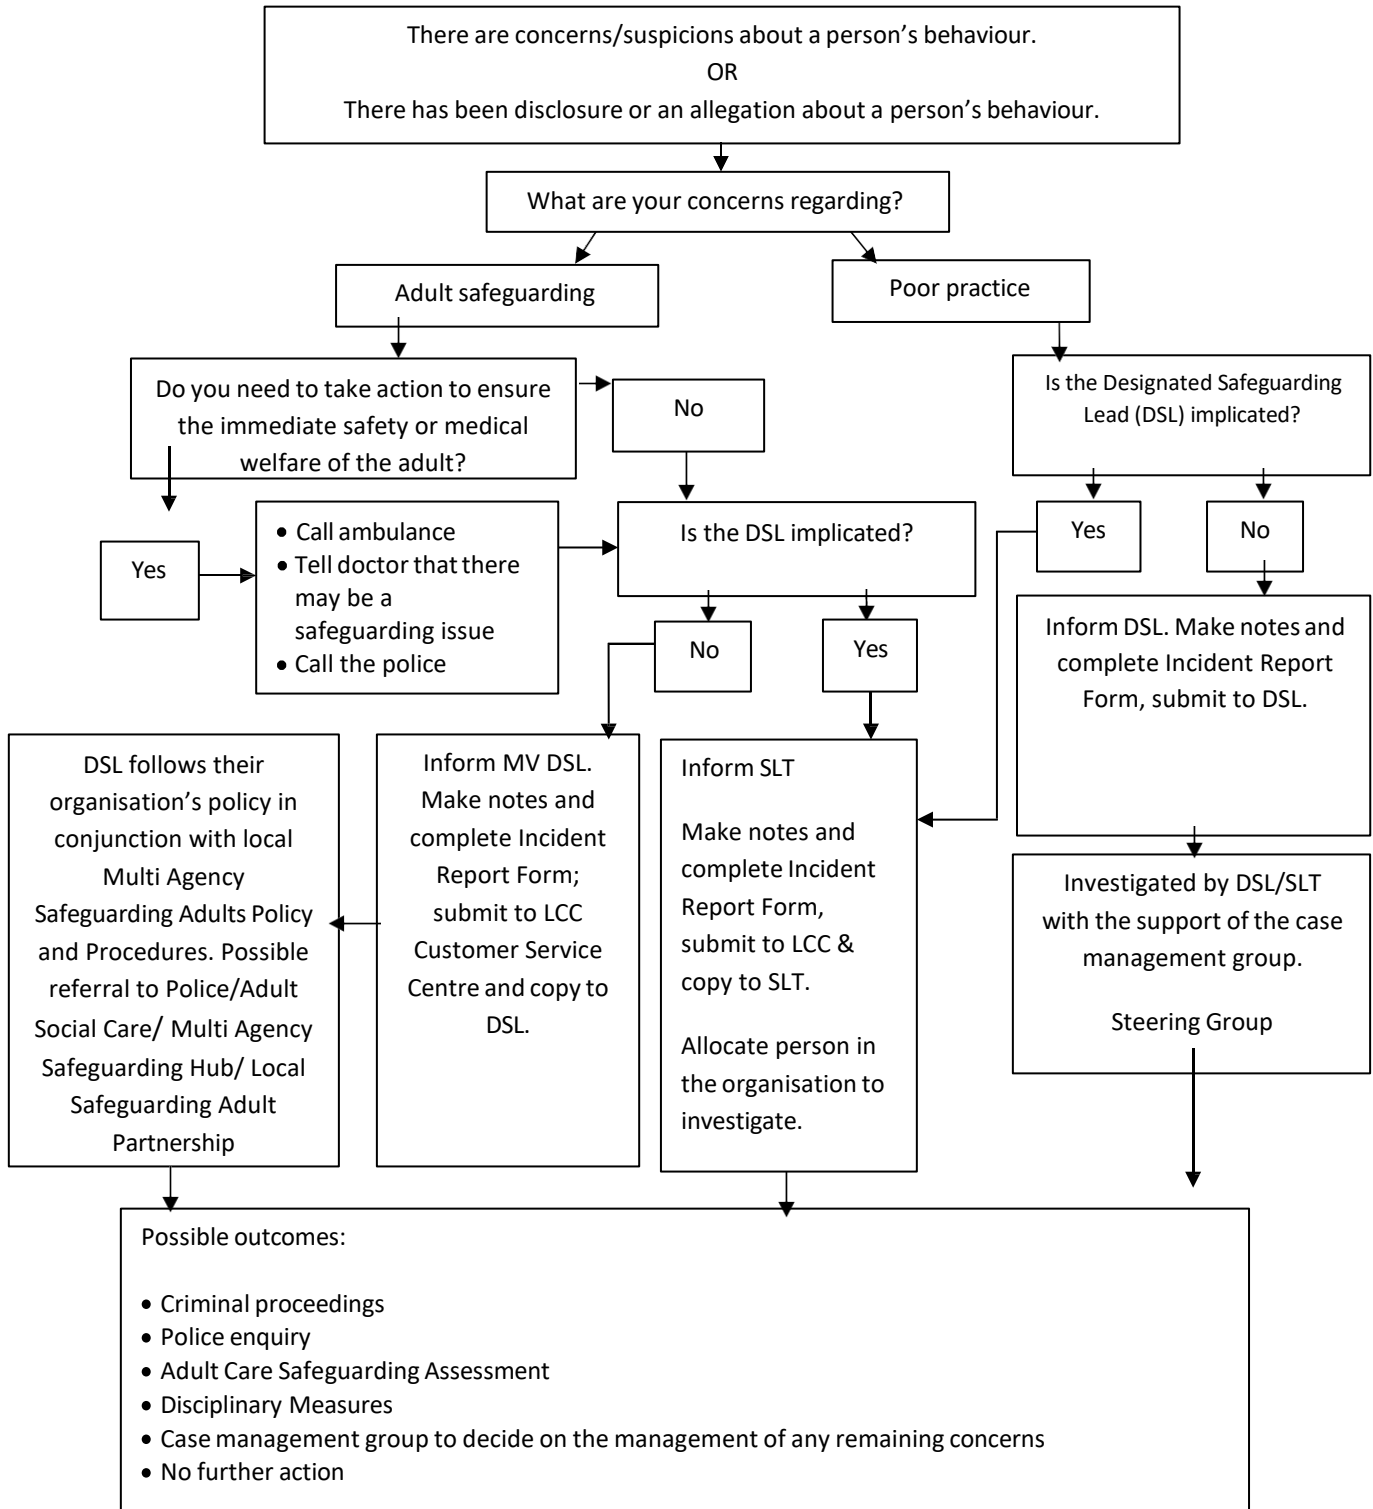 There are concerns/suspicions about a person’s behaviour.
OR
There has been disclosure or an allegation about a person’s behaviour.
What are your concerns regarding?
Adult safeguarding
Poor practice
Do you need to take action to ensure
the immediate safety or medical
welfare of the adult?
No
Is the Designated Safeguarding
Lead (DSL) implicated?
Yes
• Call ambulance
• Tell doctor that there
may be a
safeguarding issue
• Call the police
Is the DSL implicated?
Yes
No
No
Yes
Inform DSL. Make notes and
complete Incident Report
Form, submit to DSL.
DSL follows their
organisation’s policy in
conjunction with local
Multi Agency
Safeguarding Adults Policy
and Procedures. Possible
referral to Police/Adult
Social Care/ Multi Agency
Safeguarding Hub/ Local
Safeguarding Adult
Partnership
Inform MV DSL.
Make notes and
complete Incident
Report Form;
submit to LCC
Customer Service
Centre and copy to
DSL.
Inform SLT
Make notes and
complete Incident
Report Form,
submit to LCC &
copy to SLT.
Allocate person in
the organisation to
investigate.
Investigated by DSL/SLT
with the support of the case
management group.
Steering Group
Possible outcomes:
• Criminal proceedings
• Police enquiry
• Adult Care Safeguarding Assessment
• Disciplinary Measures
• Case management group to decide on the management of any remaining concerns
• No further action